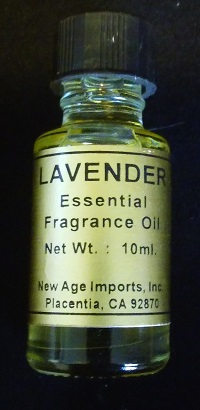 LAVENDER
Essential
Fragrance Oil
Net Wt. : 10ml.
New Age Imports, Inc.
Placentia, CA 92870